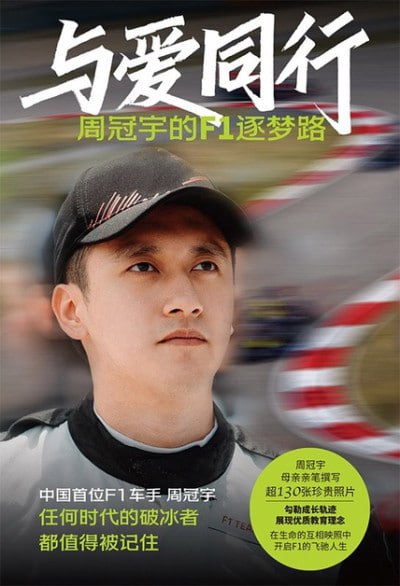 与爱同行
周冠宇的F1逐梦路
中国首位F1车手 周冠宇
任何时代的破冰者
都值得被记住
F1 TEA
周冠宇
母亲亲笔撰写
超130张珍贵照片
勾勒成长轨迹
展现优质教育理念
在生命的互相映照中
开启F1的飞驰人生